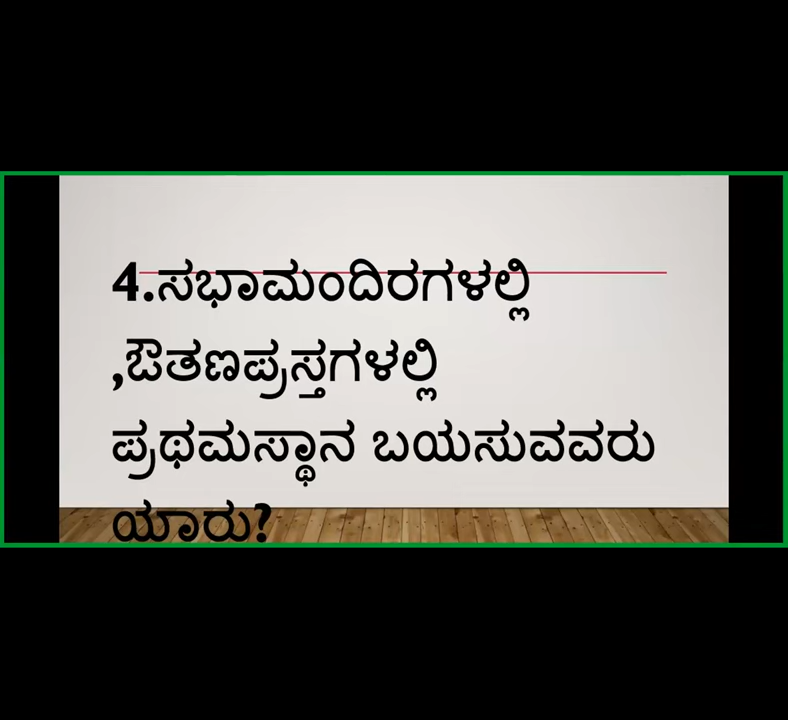 4.ಸಭಾಮಂದಿರಗಳಲ್ಲಿ
,ಔತಣಪ್ರಸ್ತಗಳಲ್ಲಿ
ಪ್ರಥಮಸ್ಥಾನ ಬಯಸುವವರು
ಯಾರು?